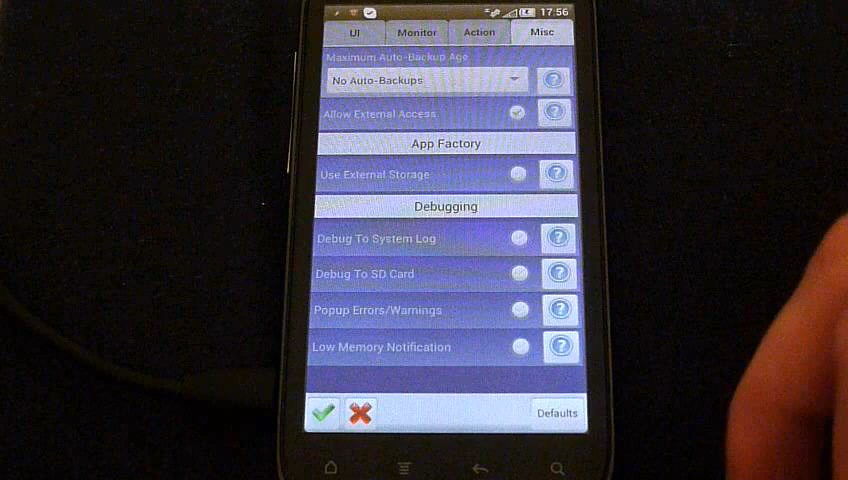 17.56
UI Monitor Action Misc
Maximum Auto-Backup Age
No Auto-Backups
Allow External Access
App Factory
Use External Storage
Debugging
Debug To System Log
Debug To SD Card
Popup Errors/Warnings
Low Memory Notification
Defaults